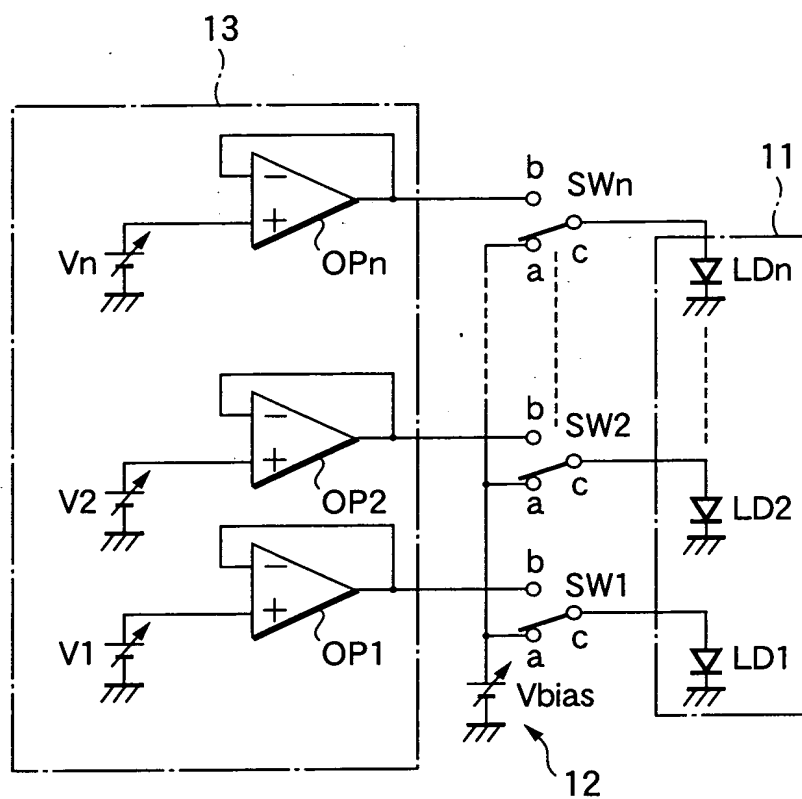 13
b
SWn
11
Vn
−
+
OPn
a
c
LDn
b
SW2
V2
−
+
OP2
a
c
LD2
b
SW1
V1
−
+
OP1
a
c
LD1
Vbias
12